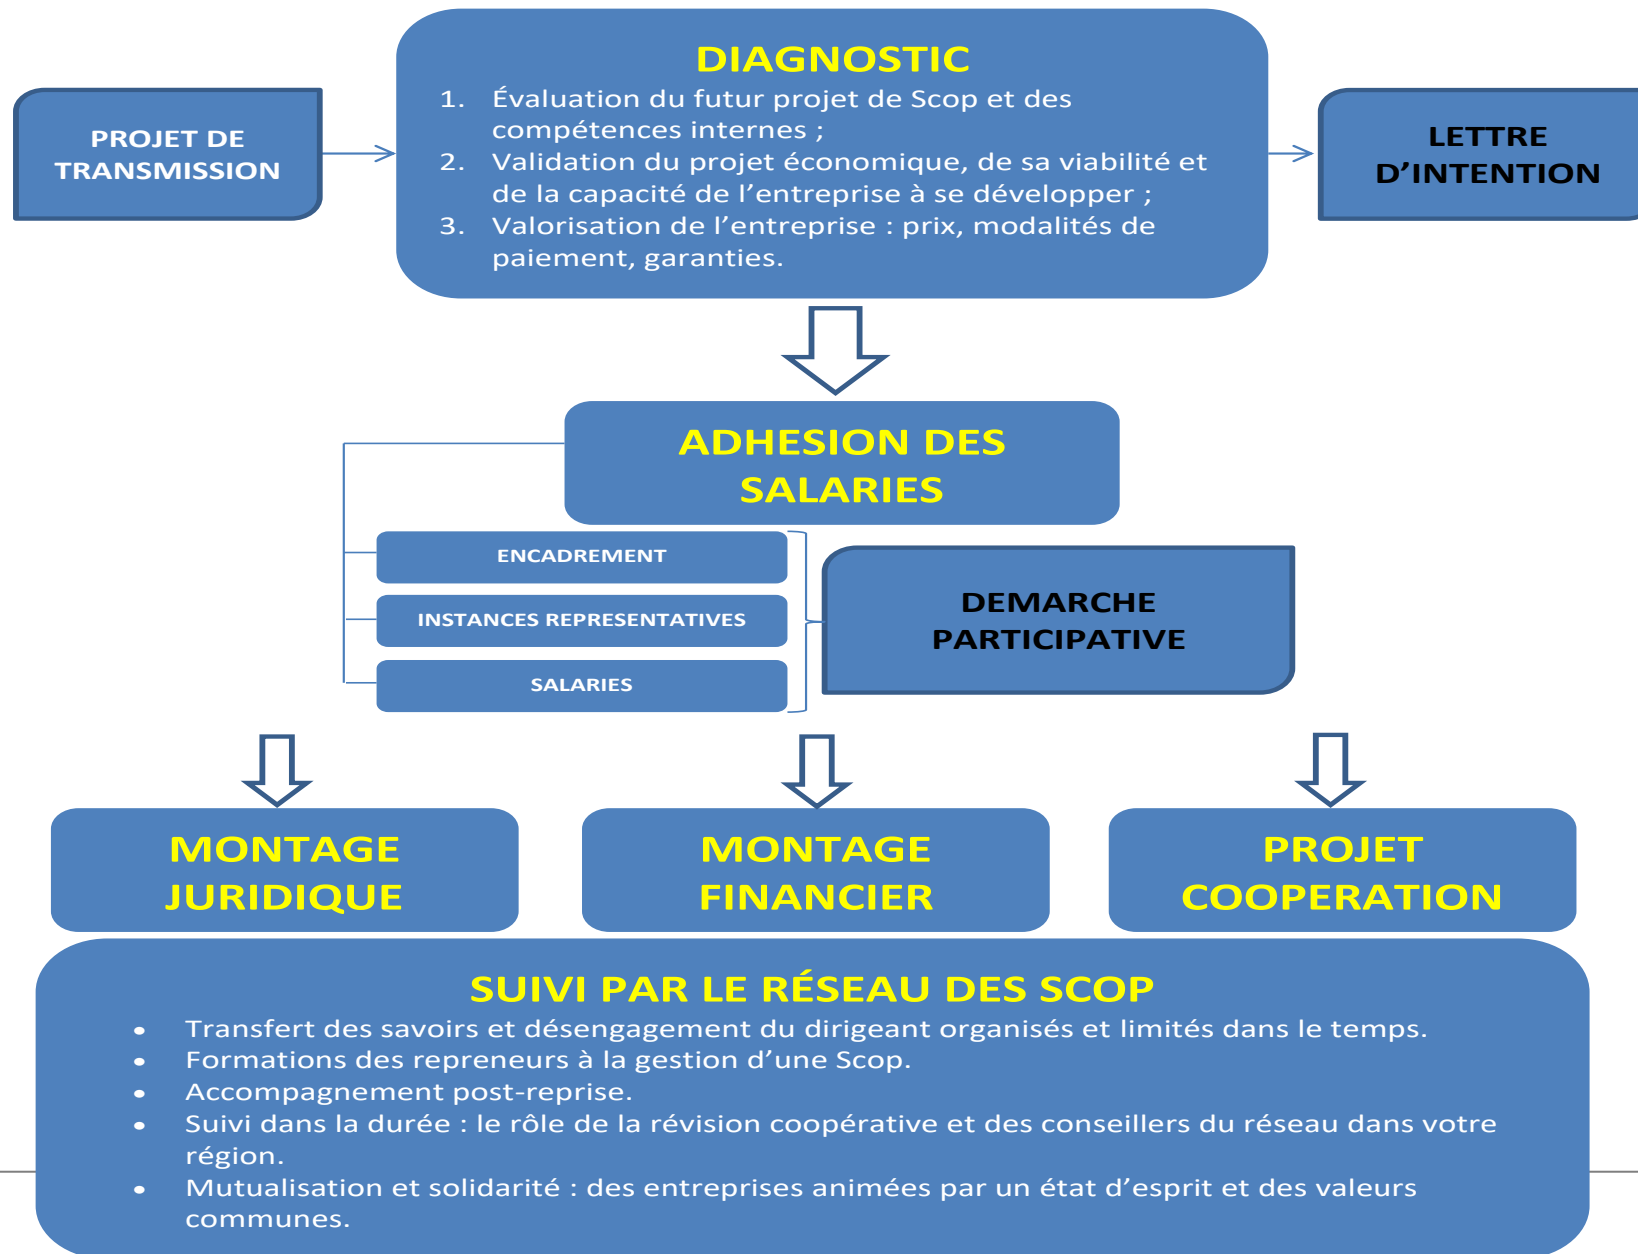 DIAGNOSTIC
1. Évaluation du futur projet de Scop et des
compétences internes ;
2. Validation du projet économique, de sa viabilité et
de la capacité de l’entreprise à se développer ;
3. Valorisation de l’entreprise : prix, modalités de
paiement, garanties.
PROJET DE
TRANSMISSION
LETTRE
D’INTENTION
ADHESION DES
SALARIES
ENCADREMENT
INSTANCES REPRESENTATIVES
SALARIES
DEMARCHE
PARTICIPATIVE
MONTAGE
JURIDIQUE
MONTAGE
FINANCIER
PROJET
COOPERATION
SUIVI PAR LE RÉSEAU DES SCOP
• Transfert des savoirs et désengagement du dirigeant organisés et limités dans le temps.
• Formations des repreneurs à la gestion d’une Scop.
• Accompagnement post-reprise.
• Suivi dans la durée : le rôle de la révision coopérative et des conseillers du réseau dans votre
région.
• Mutualisation et solidarité : des entreprises animées par un état d’esprit et des valeurs
communes.